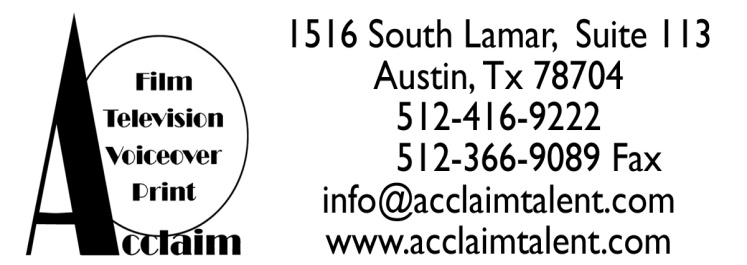 Film
Television
Voiceover
Print
Acclaim
1516 South Lamar, Suite 113
Austin, Tx 78704
512-416-9222
512-366-9089 Fax
info@acclaimtalent.com
www.acclaimtalent.com